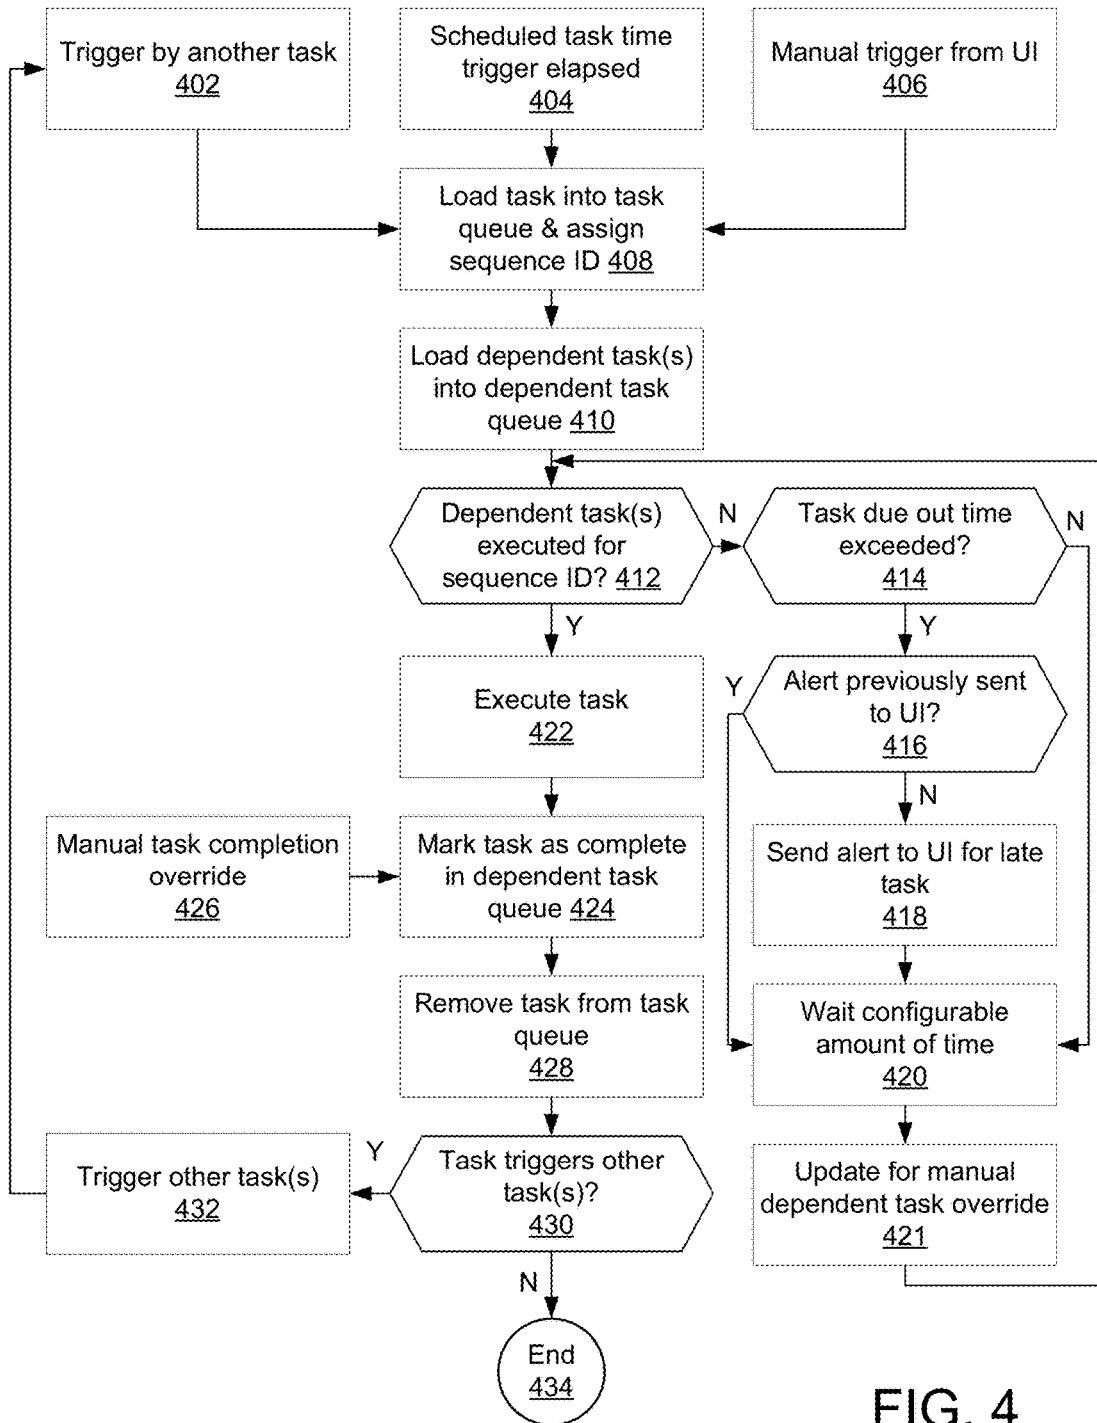 Trigger by another task
402
Scheduled task time
trigger elapsed
404
Manual trigger from UI
406
Load task into task
queue & assign
sequence ID 408
Load dependent task(s)
into dependent task
queue 410
Dependent task(s)
executed for
sequence ID? 412
N
Task due out time
exceeded?
414
N
Y
Y
Execute task
422
Y
Alert previously sent
to UI?
416
N
Manual task completion
override
426
Mark task as complete
in dependent task
queue 424
Send alert to UI for late
task
418
Remove task from task
queue
428
Wait configurable
amount of time
420
Trigger other task(s)
432
Y
Task triggers other
task(s)?
430
Update for manual
dependent task override
421
N
End
434
FIG. 4